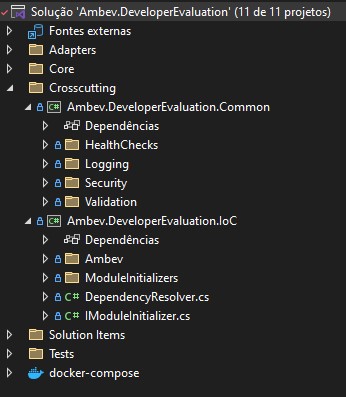 Solução 'Ambev.DeveloperEvaluation' (11 de 11 projetos)
Fontes externas
Adapters
Core
Crosscutting
C# Ambev.DeveloperEvaluation.Common
Dependências
HealthChecks
Logging
Security
Validation
C# Ambev.DeveloperEvaluation.IoC
Dependências
Ambev
ModuleInitializers
C# DependencyResolver.cs
C# IModuleInitializer.cs
Solution Items
Tests
docker-compose